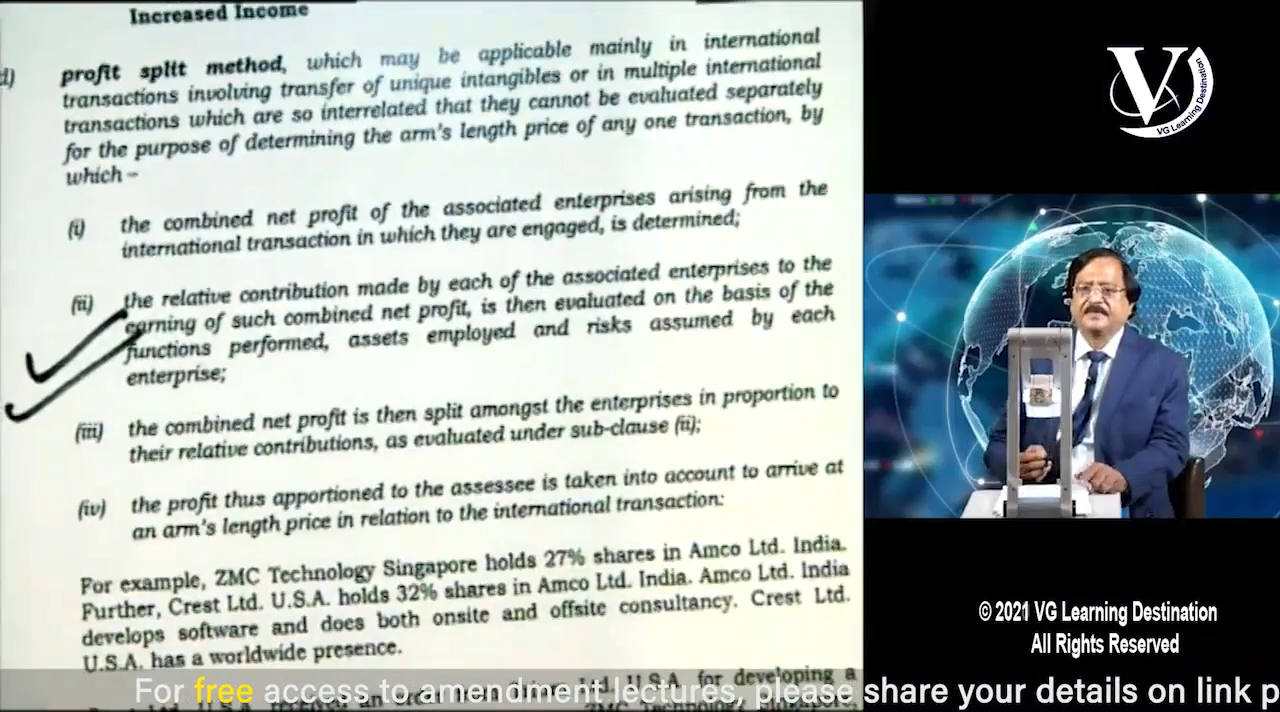 Increased Income
d) profit split method, which may be applicable mainly in international
transactions involving transfer of unique intangibles or in multiple international
transactions which are so interrelated that they cannot be evaluated separately
for the purpose of determining the arm's length price of any one transaction, by
which –
(i) the combined net profit of the associated enterprises arising from the
international transaction in which they are engaged, is determined;
(ii) the relative contribution made by each of the associated enterprises to the
earning of such combined net profit, is then evaluated on the basis of the
functions performed, assets employed and risks assumed by each
enterprise;
(iii) the combined net profit is then split amongst the enterprises in proportion to
their relative contributions, as evaluated under sub-clause (ii);
(iv) the profit thus apportioned to the assessee is taken into account to arrive at
an arm's length price in relation to the international transaction:
For example, ZMC Technology Singapore holds 27% shares in Amco Ltd. India.
Further, Crest Ltd. U.S.A. holds 32% shares in Amco Ltd. India. Amco Ltd. India
develops software and does both onsite and offsite consultancy. Crest Ltd.
U.S.A. has a worldwide presence.
Ltd. U.S.A. for developing a
ZMC Technology Singapore,
For free access to amendment lectures, please share your details on link p
V
VG Learning Destination
© 2021 VG Learning Destination
All Rights Reserved